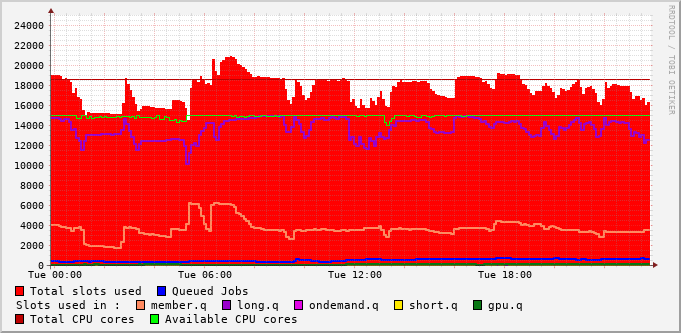 RRDTOOL / TOBI OETIKER
24000
22000
20000
18000
16000
14000
12000
10000
8000
6000
4000
2000
0
Tue 00:00 Tue 06:00 Tue 12:00 Tue 18:00
Total slots used Queued Jobs
Slots used in : member.q long.q ondemand.q short.q gpu.q
Total CPU cores Available CPU cores